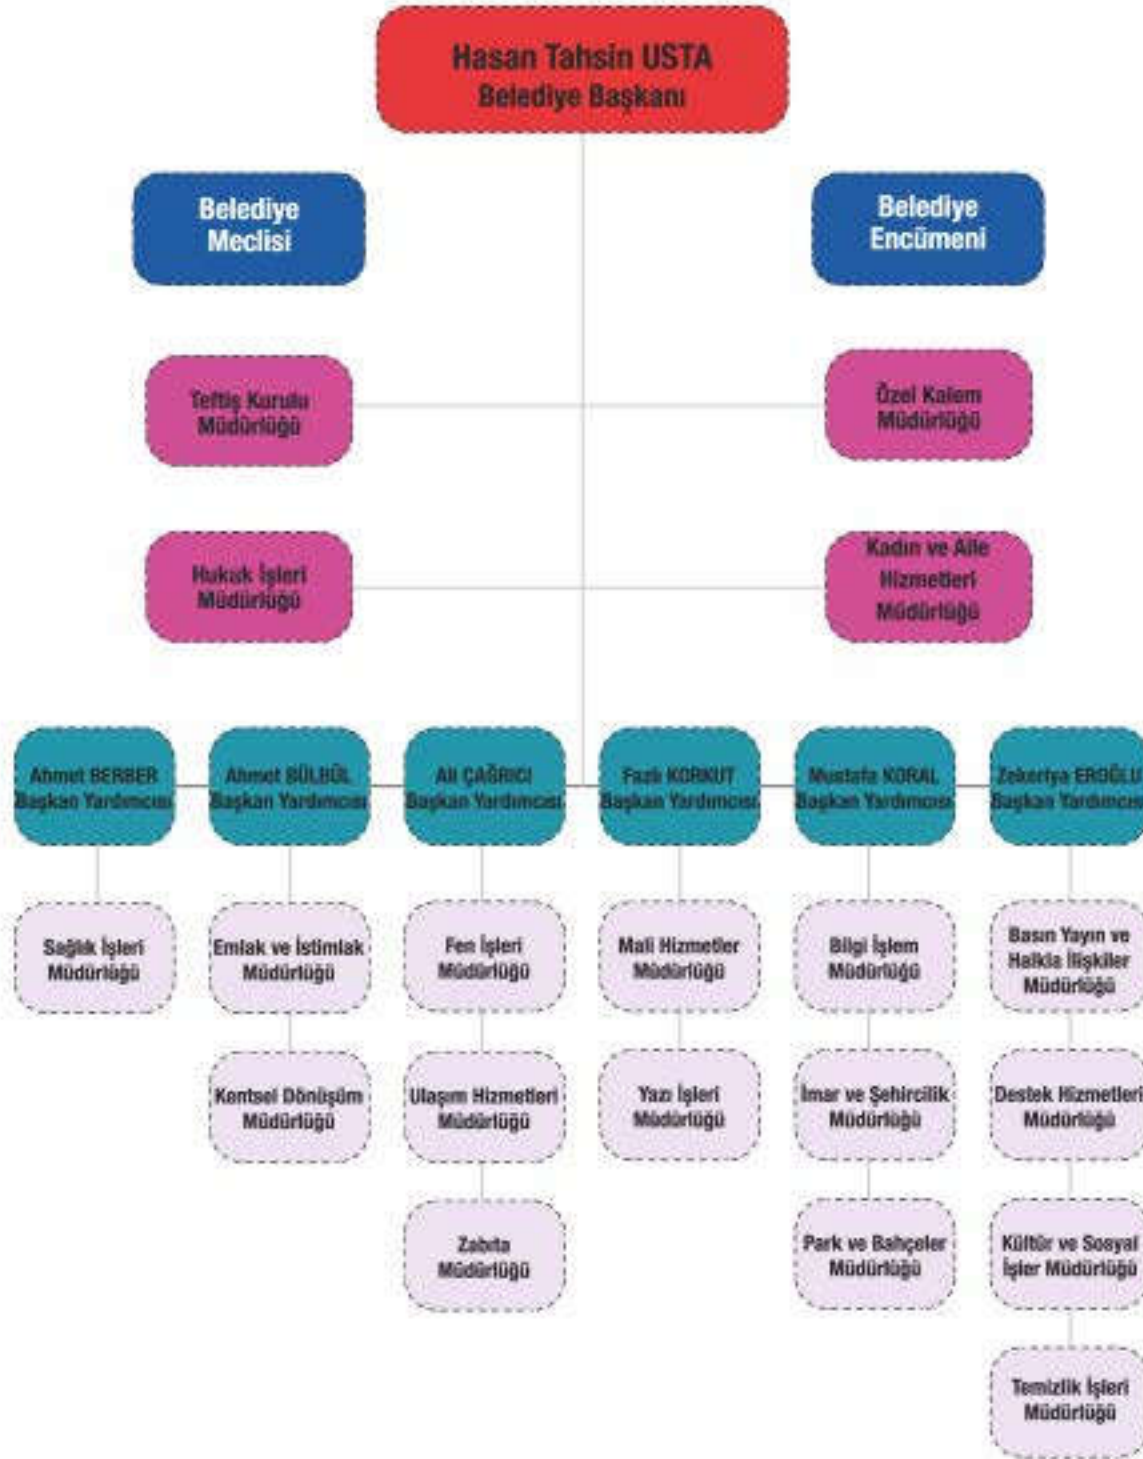 Hasan Tahsin USTA
Belediye Başkanı
Belediye
Meclisi
Belediye
Encümeni
Teftiş Kurulu
Müdürlüğü
Özel Kalem
Müdürlüğü
Hukuk İşleri
Müdürlüğü
Kadın ve Aile
Hizmetleri
Müdürlüğü
Ahmet BERBER
Başkan Yardımcısı
Ahmet BÜLBÜL
Başkan Yardımcısı
Ali ÇAĞRICI
Başkan Yardımcısı
Fazlı KORKUT
Başkan Yardımcısı
Mustafa KORAL
Başkan Yardımcısı
Zekeriya EROĞLU
Başkan Yardımcısı
Sağlık İşleri
Müdürlüğü
Emlak ve İstimlak
Müdürlüğü
Fen İşleri
Müdürlüğü
Mali Hizmetler
Müdürlüğü
Bilgi İşlem
Müdürlüğü
Basın Yayın ve
Halkla İlişkiler
Müdürlüğü
Kentsel Dönüşüm
Müdürlüğü
Ulaşım Hizmetleri
Müdürlüğü
Yazı İşleri
Müdürlüğü
İmar ve Şehircilik
Müdürlüğü
Destek Hizmetleri
Müdürlüğü
Zabıta
Müdürlüğü
Park ve Bahçeler
Müdürlüğü
Kültür ve Sosyal
İşler Müdürlüğü
Temizlik İşleri
Müdürlüğü